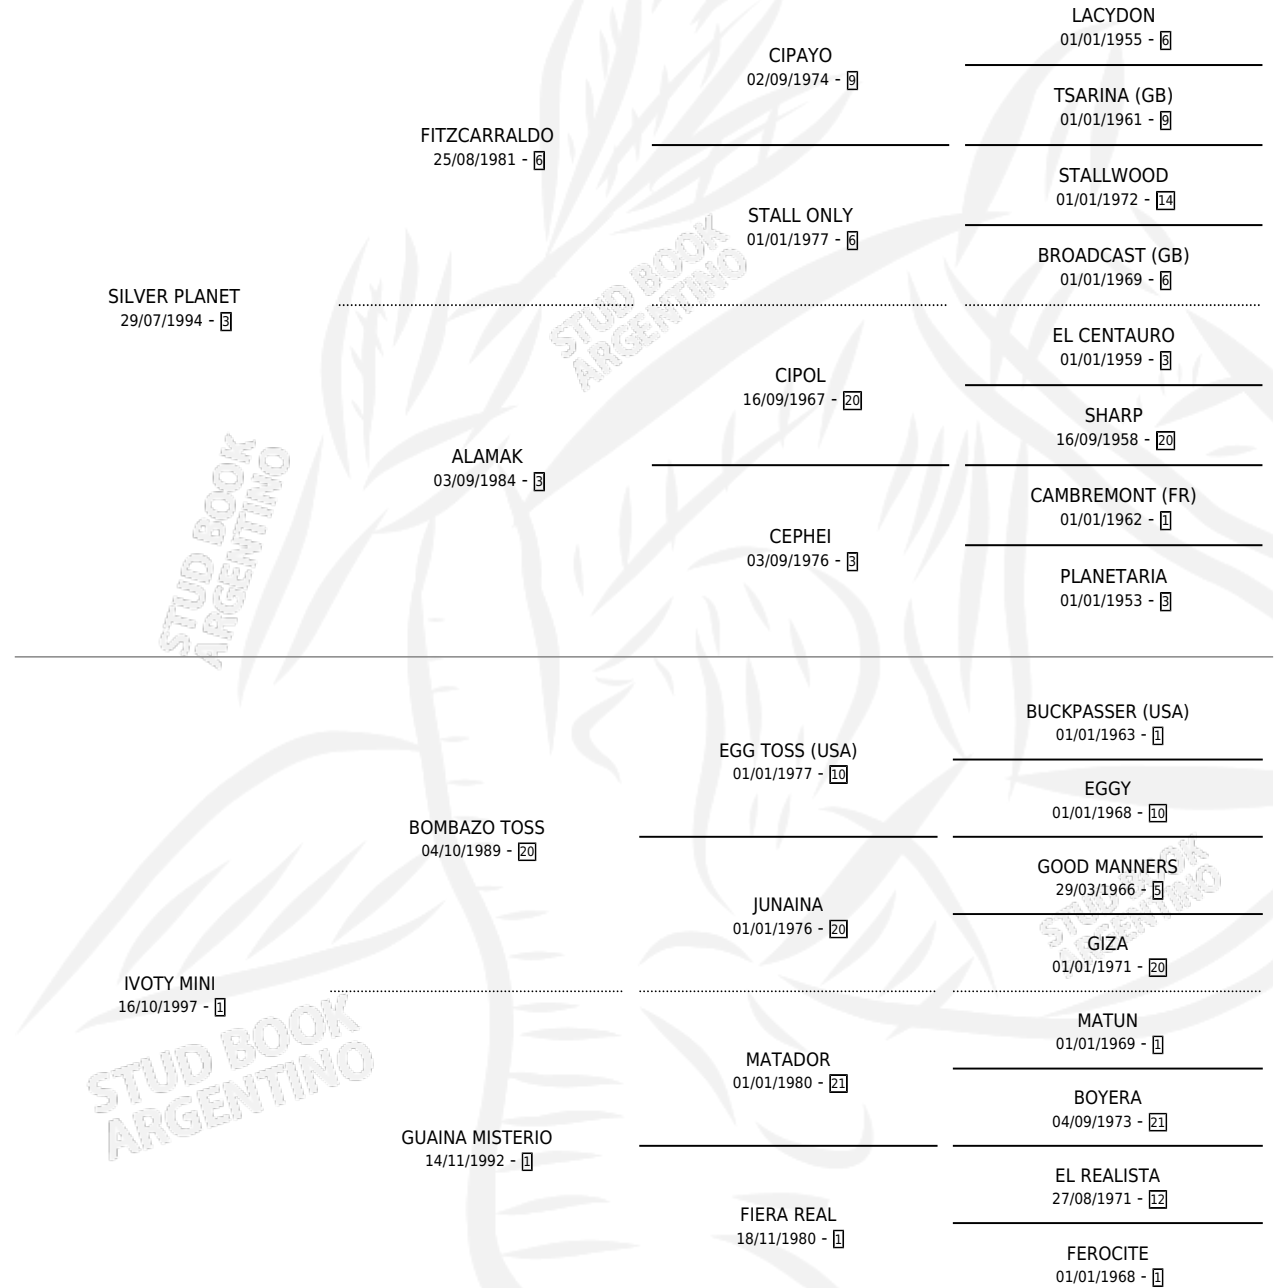 LACYDON
01/01/1955 - 6
CIPAYO
02/09/1974 - 9
TSARINA (GB)
01/01/1961 - 9
FITZCARRALDO
25/08/1981 - 6
STALLWOOD
01/01/1972 - 14
STALL ONLY
01/01/1977 - 6
BROADCAST (GB)
01/01/1969 - 6
SILVER PLANET
29/07/1994 - 3
EL CENTAURO
01/01/1959 - 3
CIPOL
16/09/1967 - 20
SHARP
16/09/1958 - 20
ALAMAK
03/09/1984 - 3
CAMBREMONT (FR)
01/01/1962 - 1
CEPHEI
03/09/1976 - 3
PLANETARIA
01/01/1953 - 3
BUCKPASSER (USA)
01/01/1963 - 1
EGG TOSS (USA)
01/01/1977 - 10
EGGY
01/01/1968 - 10
BOMBAZO TOSS
04/10/1989 - 20
GOOD MANNERS
29/03/1966 - 5
JUNAINA
01/01/1976 - 20
GIZA
01/01/1971 - 20
IVOTY MINI
16/10/1997 - 1
MATUN
01/01/1969 - 1
MATADOR
01/01/1980 - 21
BOYERA
04/09/1973 - 21
GUAINA MISTERIO
14/11/1992 - 1
EL REALISTA
27/08/1971 - 12
FIERA REAL
18/11/1980 - 1
FEROCITE
01/01/1968 - 1
STUD BOOK
ARGENTINO
STUD BOOK
ARGENTINO
STUD BOOK
ARGENTINO
STUD BOOK
ARGENTINO